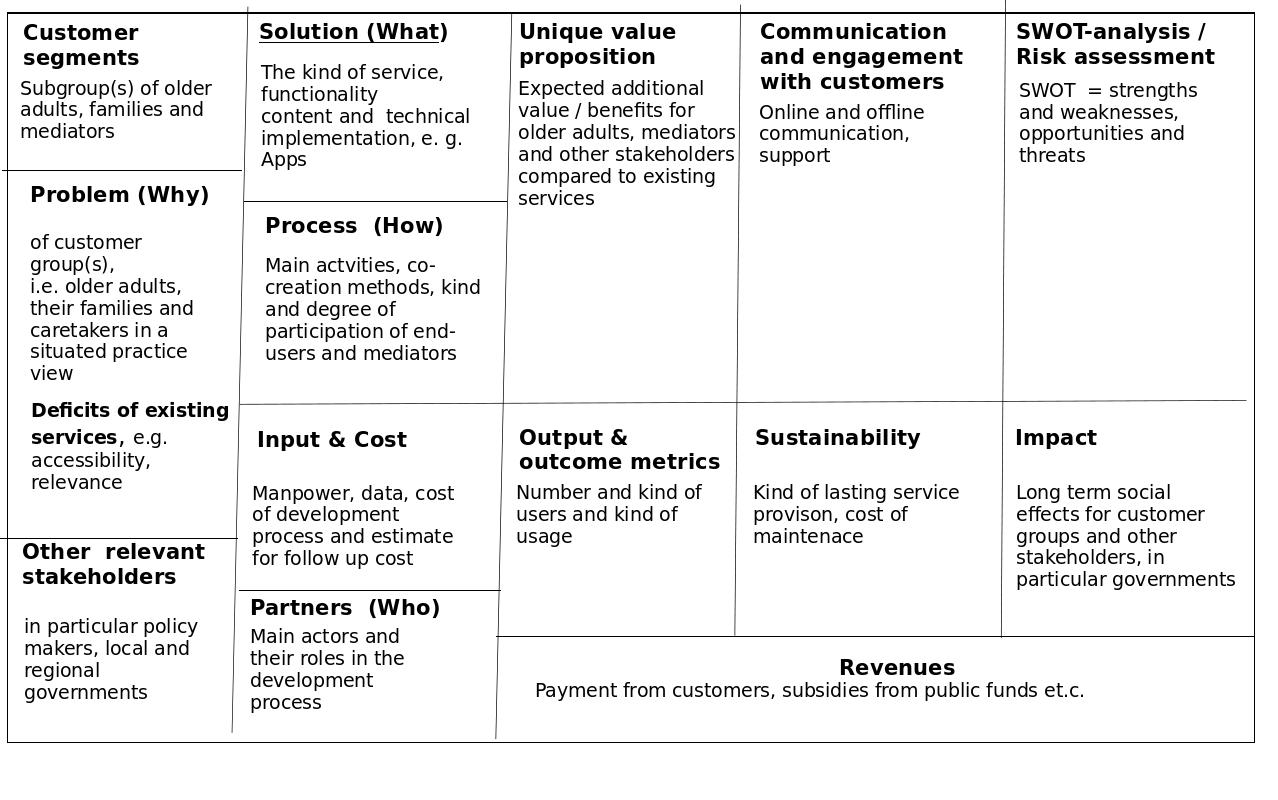 Customer
segments
Subgroup(s) of older
adults, families and
mediators
Problem (Why)
of customer
group(s),
i.e. older adults,
their families and
caretakers in a
situated practice
view
Deficits of existing
services, e.g.
accessibility,
relevance
Other relevant
stakeholders
in particular policy
makers, local and
regional
governments
Solution (What)
The kind of service,
functionality
content and technical
implementation, e. g.
Apps
Process (How)
Main actvities, co-
creation methods, kind
and degree of
participation of end-
users and mediators
Input & Cost
Manpower, data, cost
of development
process and estimate
for follow up cost
Partners (Who)
Main actors and
their roles in the
development
process
Unique value
proposition
Expected additional
value / benefits for
older adults, mediators
and other stakeholders
compared to existing
services
Output &
outcome metrics
Number and kind of
users and kind of
usage
Communication
and engagement
with customers
Online and offline
communication,
support
Sustainability
Kind of lasting service
provison, cost of
maintenace
SWOT-analysis /
Risk assessment
SWOT = strengths
and weaknesses,
opportunities and
threats
Impact
Long term social
effects for customer
groups and other
stakeholders, in
particular governments
Revenues
Payment from customers, subsidies from public funds et.c.